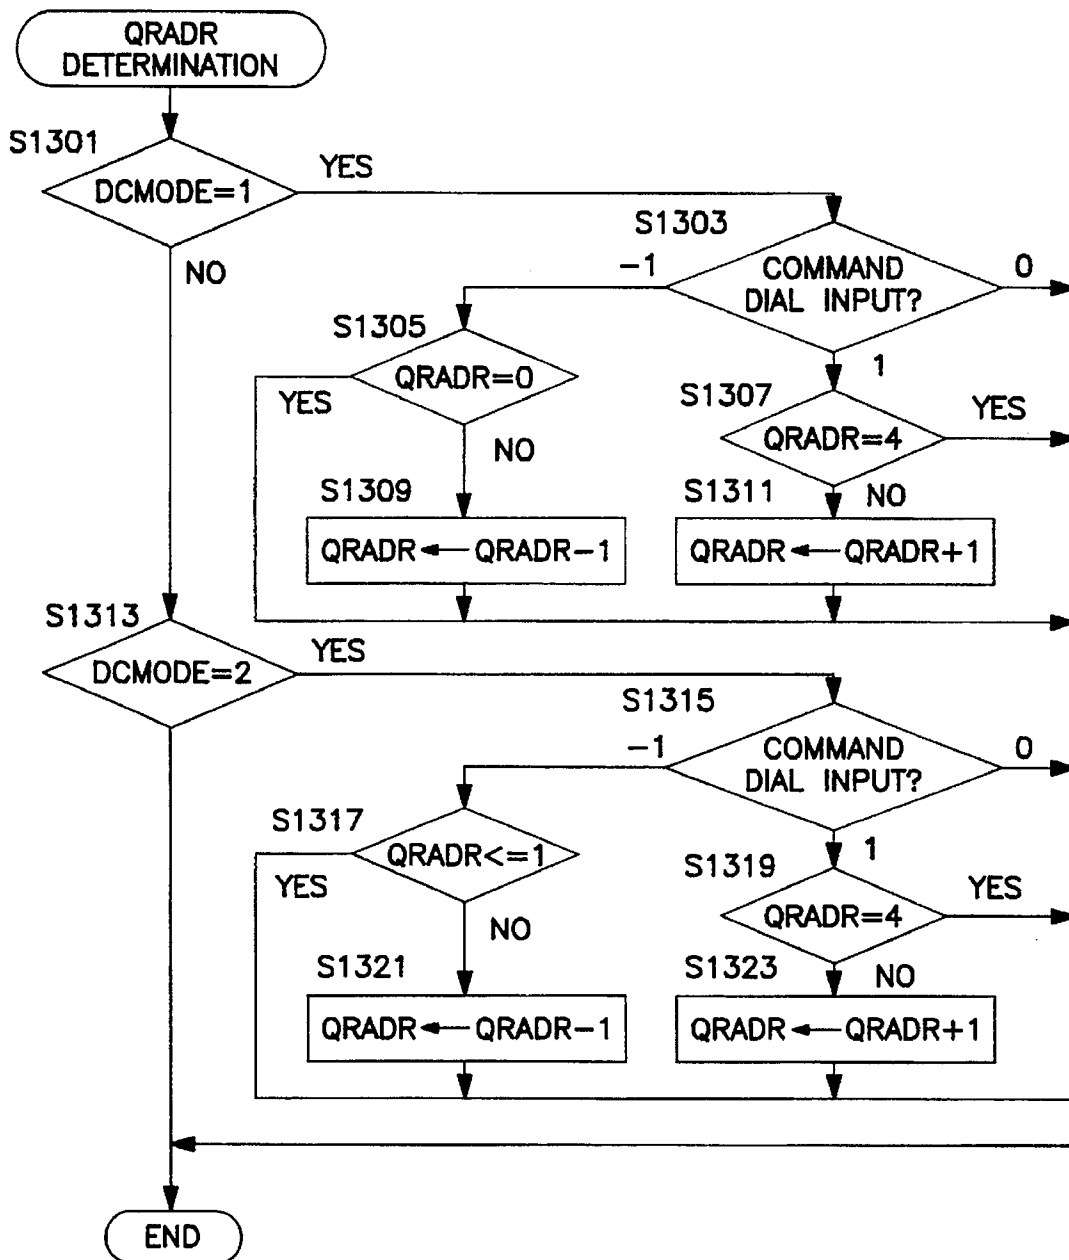 QRADR
DETERMINATION
S1301
DCMODE=1
YES
NO
S1303
COMMAND
DIAL INPUT?
-1
0
1
S1305
QRADR=0
YES
NO
S1307
QRADR=4
YES
NO
S1309
QRADR ← QRADR-1
S1311
QRADR ← QRADR+1
S1313
DCMODE=2
YES
S1315
COMMAND
DIAL INPUT?
-1
0
1
S1317
QRADR<=1
YES
NO
S1319
QRADR=4
YES
NO
S1321
QRADR ← QRADR-1
S1323
QRADR ← QRADR+1
END